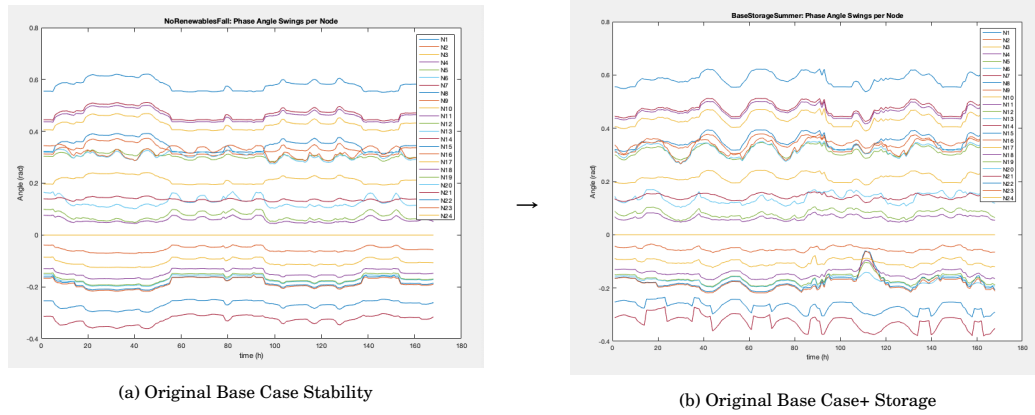 NoRenewablesFall: Phase Angle Swings per Node
Angle (rad)
0.8
0.6
0.4
0.2
0
-0.2
-0.4
0
20
40
60
80
100
120
140
160
180
time (h)
N1
N2
N3
N4
N5
N6
N7
N8
N9
N10
N11
N12
N13
N14
N15
N16
N17
N18
N19
N20
N21
N22
N23
N24
(a) Original Base Case Stability
→
BaseStorageSummer: Phase Angle Swings per Node
Angle (rad)
0.8
0.6
0.4
0.2
0
-0.2
-0.4
0
20
40
60
80
100
120
140
160
180
time (h)
N1
N2
N3
N4
N5
N6
N7
N8
N9
N10
N11
N12
N13
N14
N15
N16
N17
N18
N19
N20
N21
N22
N23
N24
(b) Original Base Case+ Storage